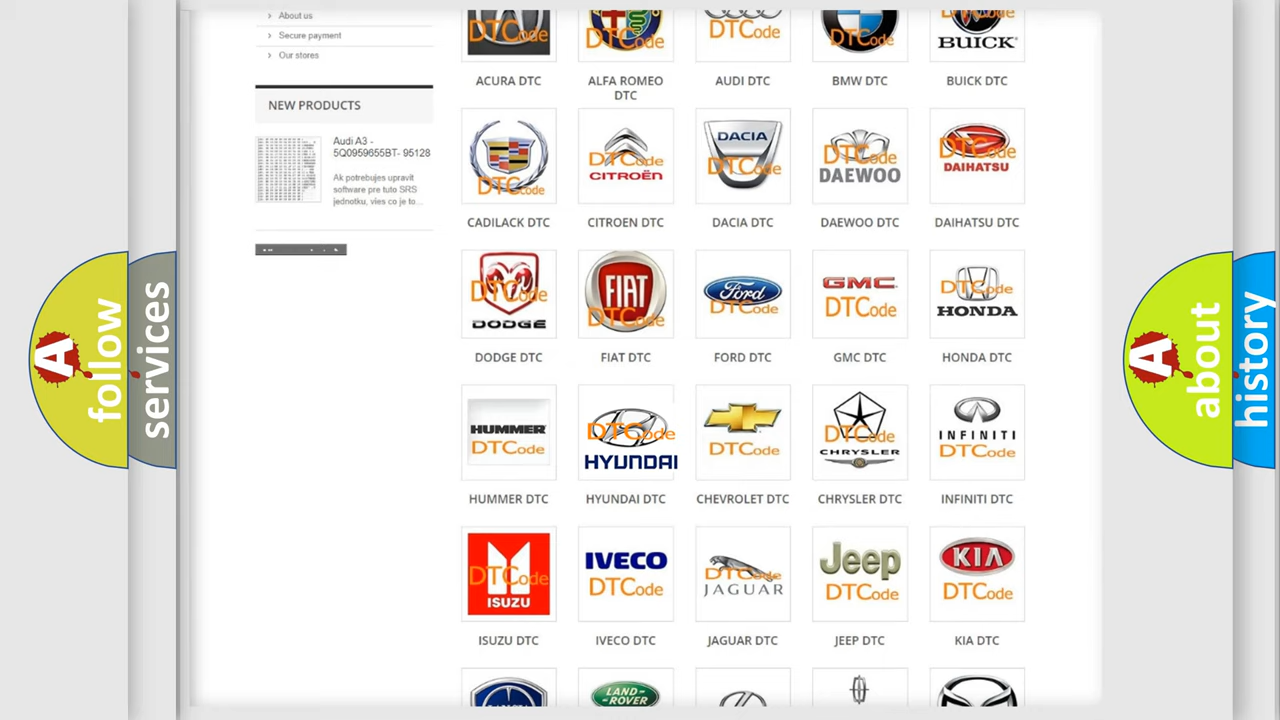 About us
Secure payment
Our stores
NEW PRODUCTS
Audi A3 -
5Q0959655BT- 95128
Ak potrebujes upravit
software pre tuto SRS
jednotku, vies co je to...
DTCode
DTCode
DTCode
DTCode
BUICK
ACURA DTC
ALFA ROMEO
DTC
AUDI DTC
BMW DTC
BUICK DTC
DTCode
DTCode
CITROËN
DACIA
DTCode
DTCode
DAEWOO
DTCode
DAIHATSU
CADILACK DTC
CITROEN DTC
DACIA DTC
DAEWOO DTC
DAIHATSU DTC
DTCode
DODGE
FIAT
DTCode
Ford
DTCode
GMC
DTCode
DTCode
HONDA
DODGE DTC
FIAT DTC
FORD DTC
GMC DTC
HONDA DTC
HUMMER
DTCode
DTCode
HYUNDAI
DTCode
DTCode
CHRYSLER
INFINITI
DTCode
HUMMER DTC
HYUNDAI DTC
CHEVROLET DTC
CHRYSLER DTC
INFINITI DTC
DTCode
ISUZU
IVECO
DTCode
DTCode
JAGUAR
Jeep
DTCode
KIA
DTCode
ISUZU DTC
IVECO DTC
JAGUAR DTC
JEEP DTC
KIA DTC
LAND-
ROVER
A
follow
services
A
about
history